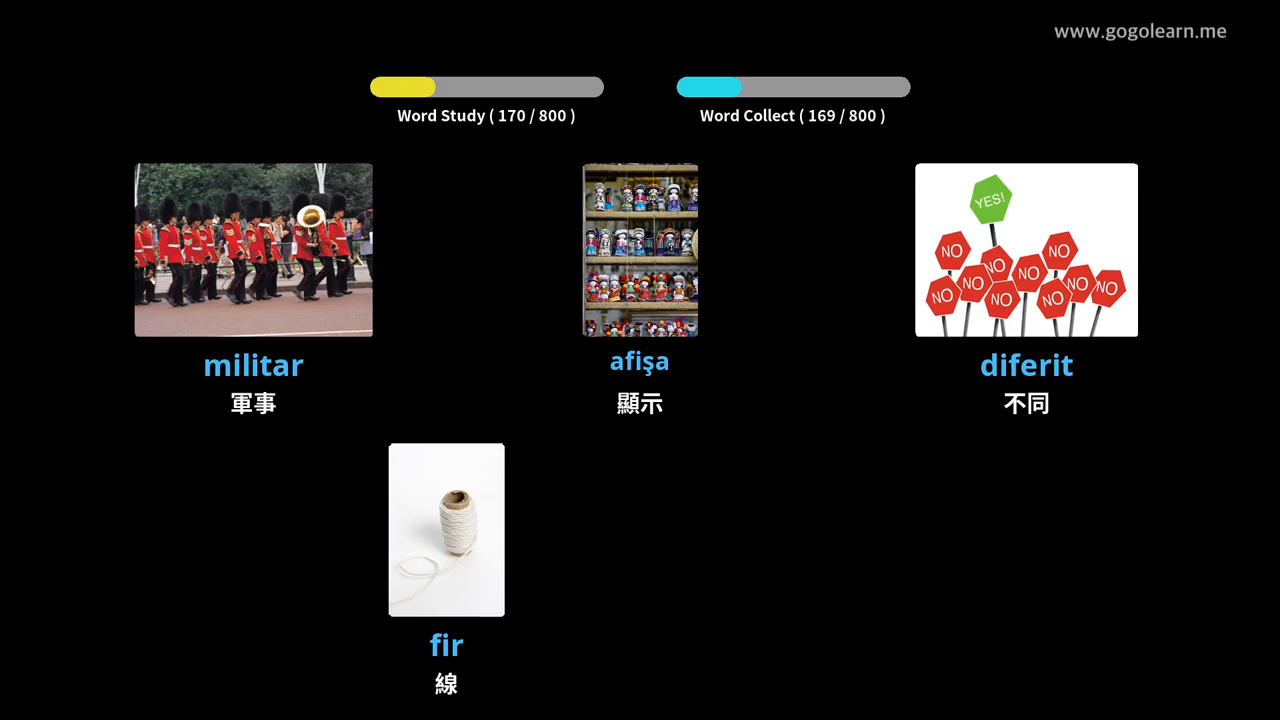 www.gogolearn.me
Word Study ( 170 / 800 )
Word Collect ( 169 / 800 )
YES!
NO
NO
NO
NO
NO
NO
NO
NO
NO
NO
militar
軍事
afişa
顯示
diferit
不同
fir
線